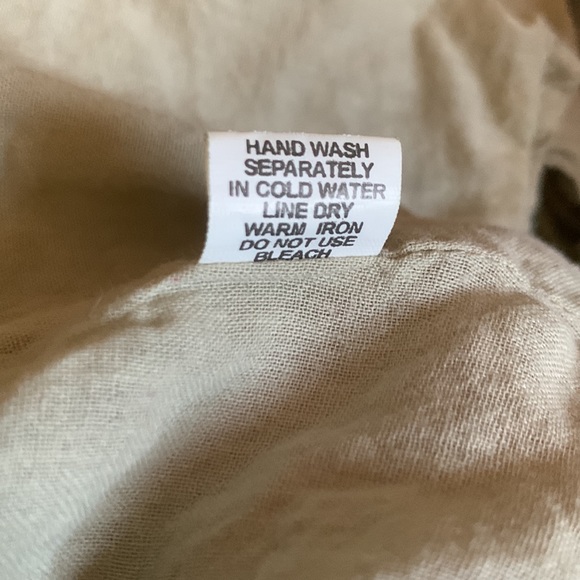 HAND WASH
SEPARATELY
IN COLD WATER
LINE DRY
WARM IRON
DO NOT USE
BLEACH